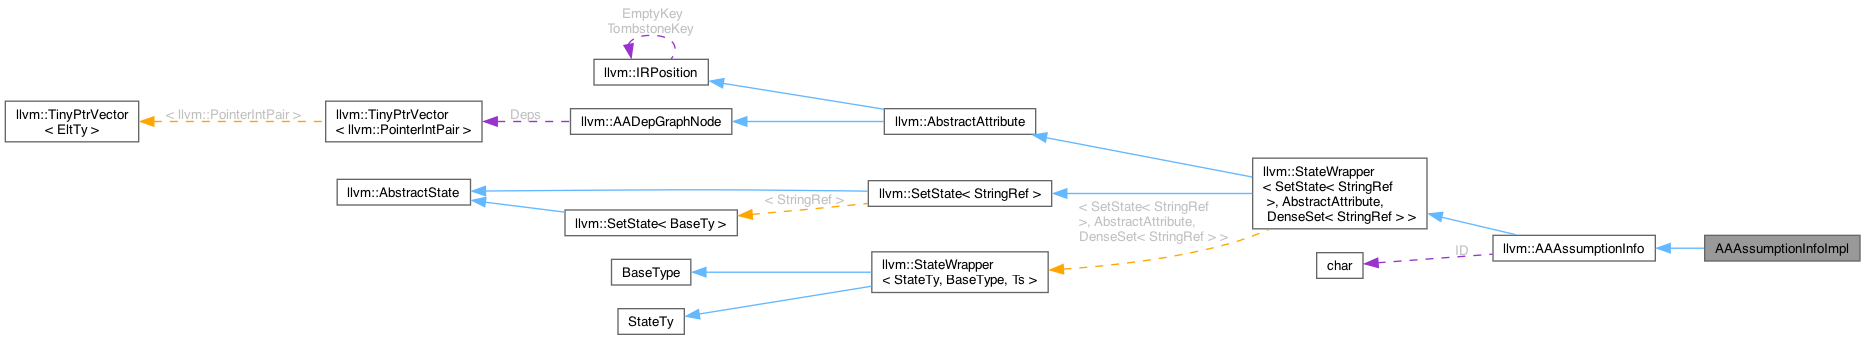 EmptyKey
TombstoneKey
llvm::IRPosition
llvm::TinyPtrVector
< EltTy >
< llvm::PointerIntPair >
llvm::TinyPtrVector
< llvm::PointerIntPair >
Deps
llvm::AADepGraphNode
llvm::AbstractAttribute
llvm::AbstractState
llvm::SetState< StringRef >
< StringRef >
llvm::SetState< BaseTy >
llvm::StateWrapper
< SetState< StringRef
>, AbstractAttribute,
DenseSet< StringRef > >
< SetState< StringRef
>, AbstractAttribute,
DenseSet< StringRef > >
BaseType
llvm::StateWrapper
< StateTy, BaseType, Ts >
StateTy
char
ID
llvm::AAAssumptionInfo
AAAssumptionInfoImpl